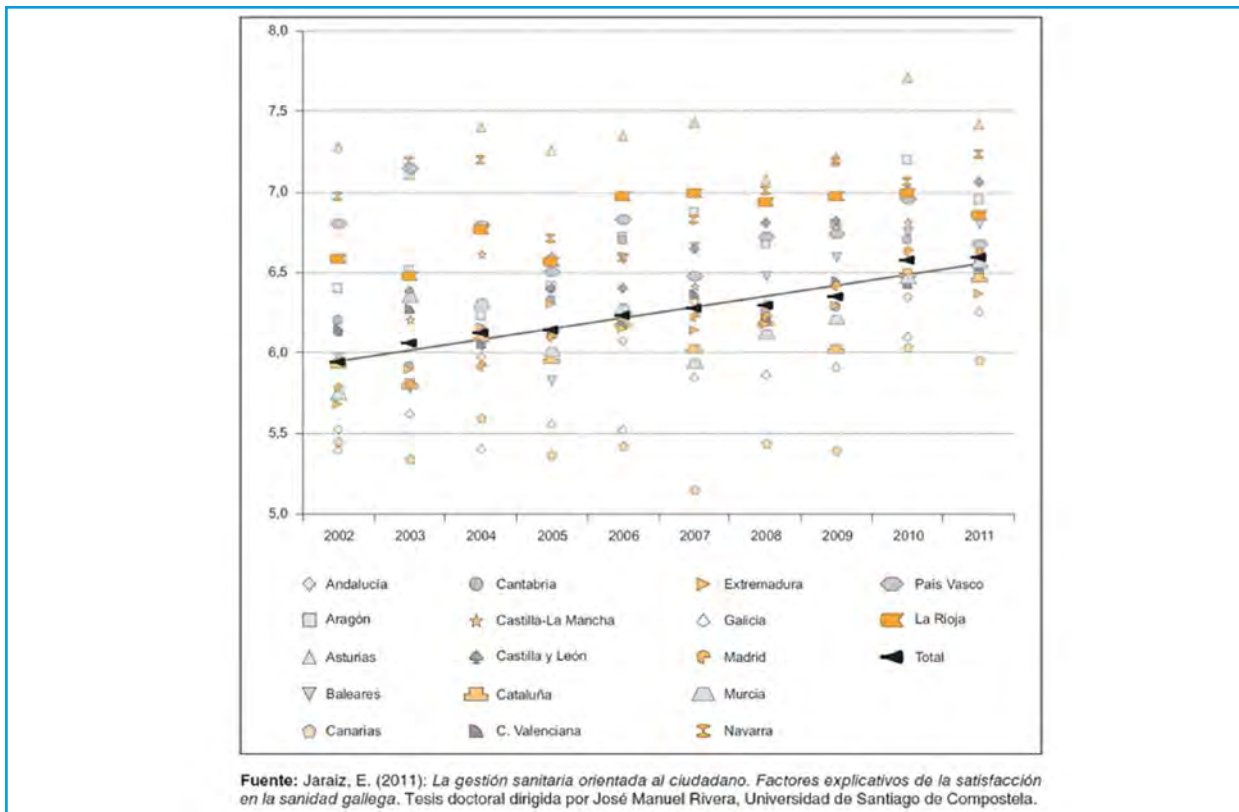 8,0
7,5
7,0
6,5
6,0
5,5
5,0
2002 2003 2004 2005 2006 2007 2008 2009 2010 2011
Andalucía Cantabria Extremadura País Vasco
Aragón Castilla-La Mancha Galicia La Rioja
Asturias Castilla y León Madrid Total
Baleares Cataluña Murcia
Canarias C. Valenciana Navarra
Fuente: Jaraiz, E. (2011): La gestión sanitaria orientada al ciudadano. Factores explicativos de la satisfacción
en la sanidad gallega. Tesis doctoral dirigida por José Manuel Rivera, Universidad de Santiago de Compostela.